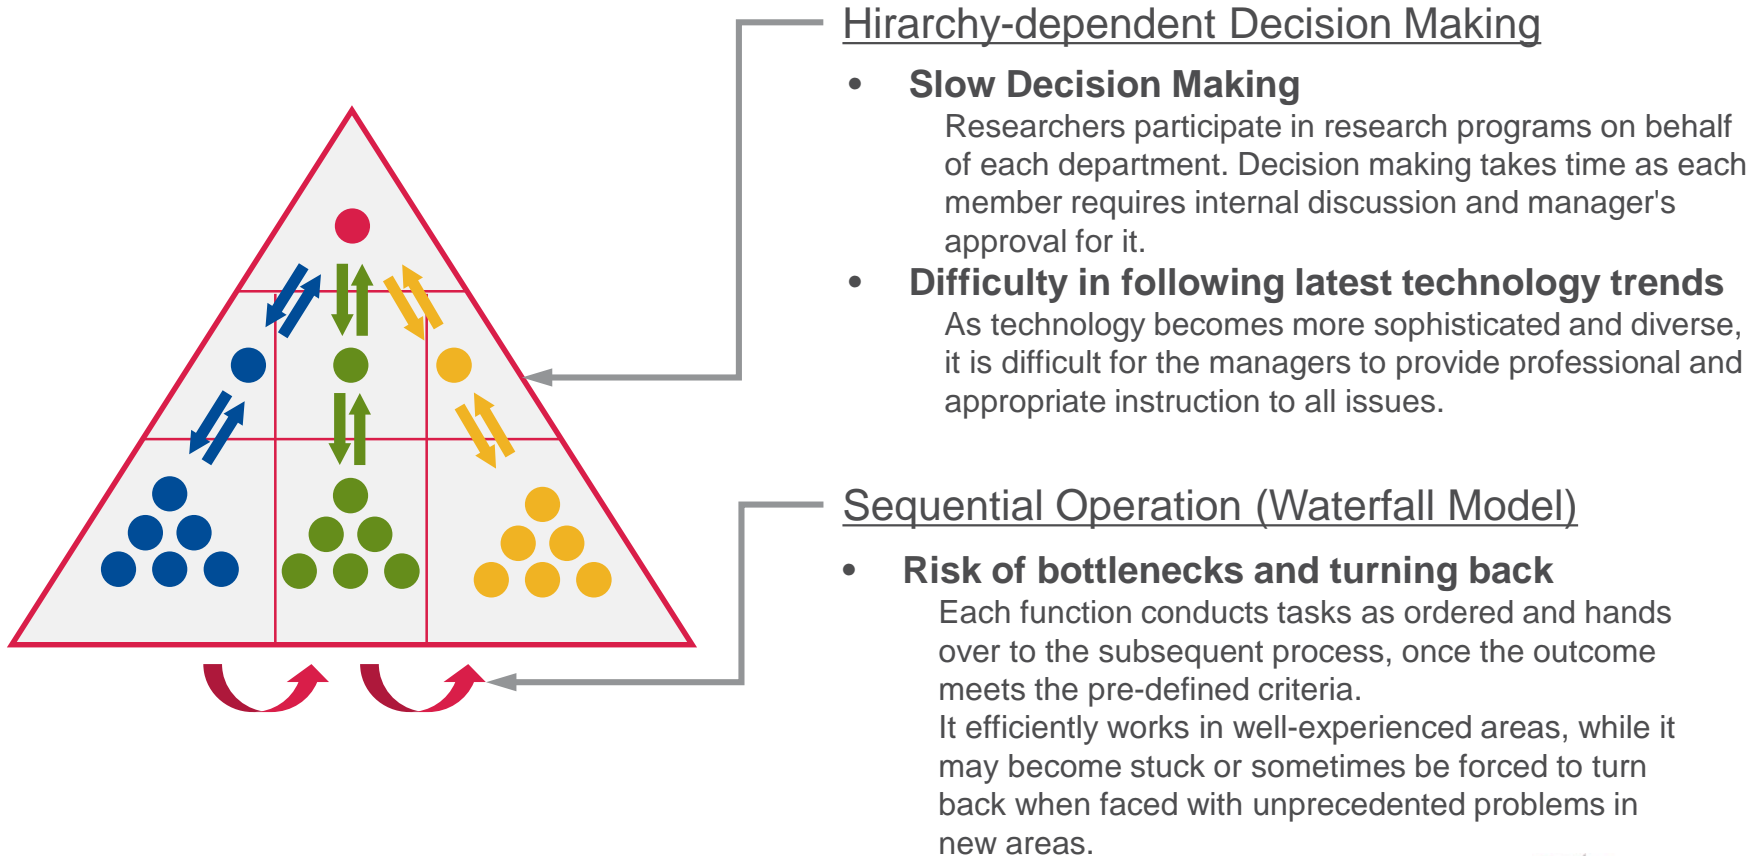 Hirarchy-dependent Decision Making
• Slow Decision Making
Researchers participate in research programs on behalf
of each department. Decision making takes time as each
member requires internal discussion and manager's
approval for it.
• Difficulty in following latest technology trends
As technology becomes more sophisticated and diverse,
it is difficult for the managers to provide professional and
appropriate instruction to all issues.
Sequential Operation (Waterfall Model)
• Risk of bottlenecks and turning back
Each function conducts tasks as ordered and hands
over to the subsequent process, once the outcome
meets the pre-defined criteria.
It efficiently works in well-experienced areas, while it
may become stuck or sometimes be forced to turn
back when faced with unprecedented problems in
new areas.